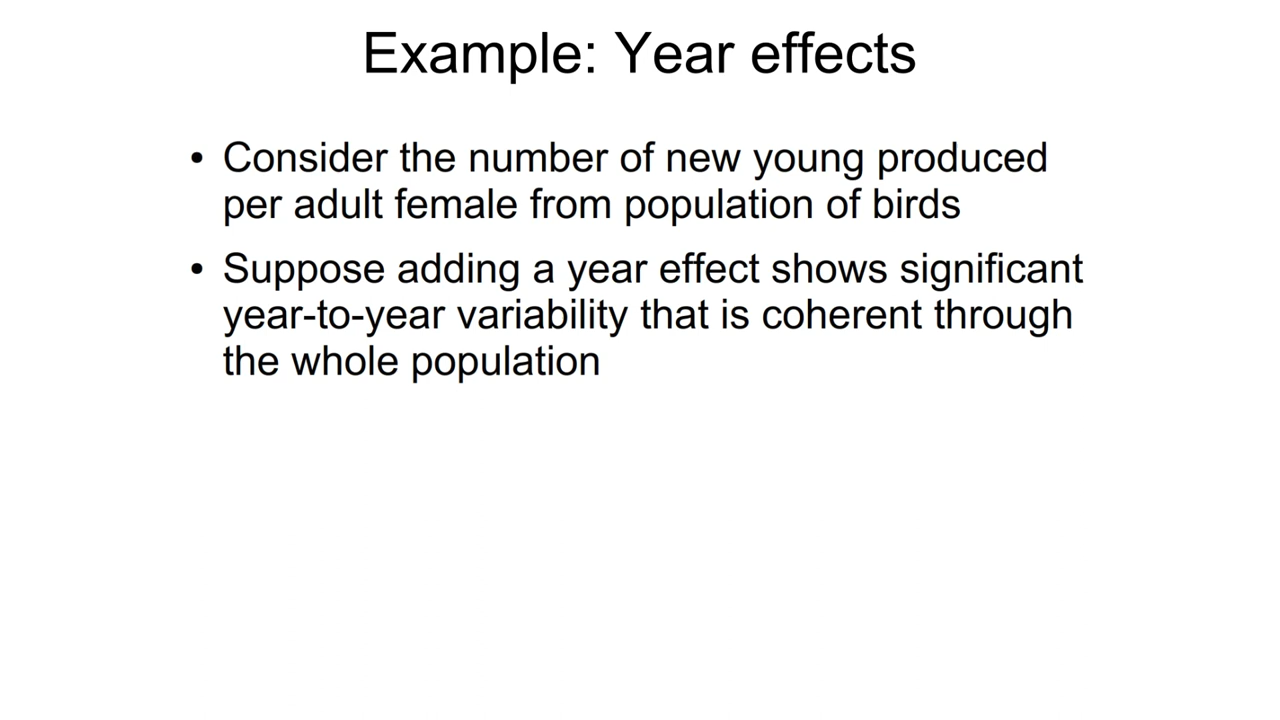 Example: Year effects
• Consider the number of new young produced
per adult female from population of birds
• Suppose adding a year effect shows significant
year-to-year variability that is coherent through
the whole population